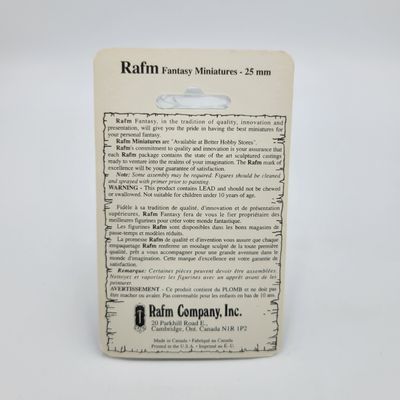 Rafm Fantasy Miniatures - 25 mm
Rafm Fantasy, in the tradition of quality, innovation and
presentation, will give you the pride in having the best miniatures for
your personal fantasy.
Rafm Miniatures are "Available at Better Hobby Stores".
Rafm's commitment to quality and innovation is your assurance that
each Rafm package contains the state of the art sculptured castings
ready to venture into the realms of your imagination. The Rafm mark of
excellence will be your guarantee of satisfaction.
Note: Some assembly may be required. Figures should be cleaned
and sprayed with primer prior to painting.
WARNING - This product contains LEAD and should not be chewed
or swallowed. Not suitable for children under 10 years of age.
Fidèle à sa tradition de qualité, d'innovation et de présentation
supérieures, Rafm Fantasy fera de vous le fier propriétaire des
meilleures figurines pour créer votre monde fantastique.
Les figurines Rafm sont disponibles dans les bons magasins de
passe-temps et modèles réduits.
La promesse Rafm de qualité et d'invention vous assure que chaque
empaquetage Rafm renferme un moulage sculpté de la toute première
qualité, prêt a vous accompagner pour une grande aventure dans le
monde d'imagination. Cette marque d'excellence est votre garantie de
satisfaction.
Remarque: Certaines pièces peuvent devoir être assemblées.
Nettoyez et vaporisez les figurines avec un apprêt avant de les
peinturer.
AVERTISSEMENT - Ce produit contient du PLOMB et ne doit pas
être macher ou avaler. Pas convenable pour les enfants en bas de 10 ans.
Rafm Company, Inc.
20 Parkhill Road E.,
Cambridge, Ont. Canada N1R 1P2
Made in Canada • Fabriqué au Canada
Printed in the U.S.A. • Imprimé au É.-U.